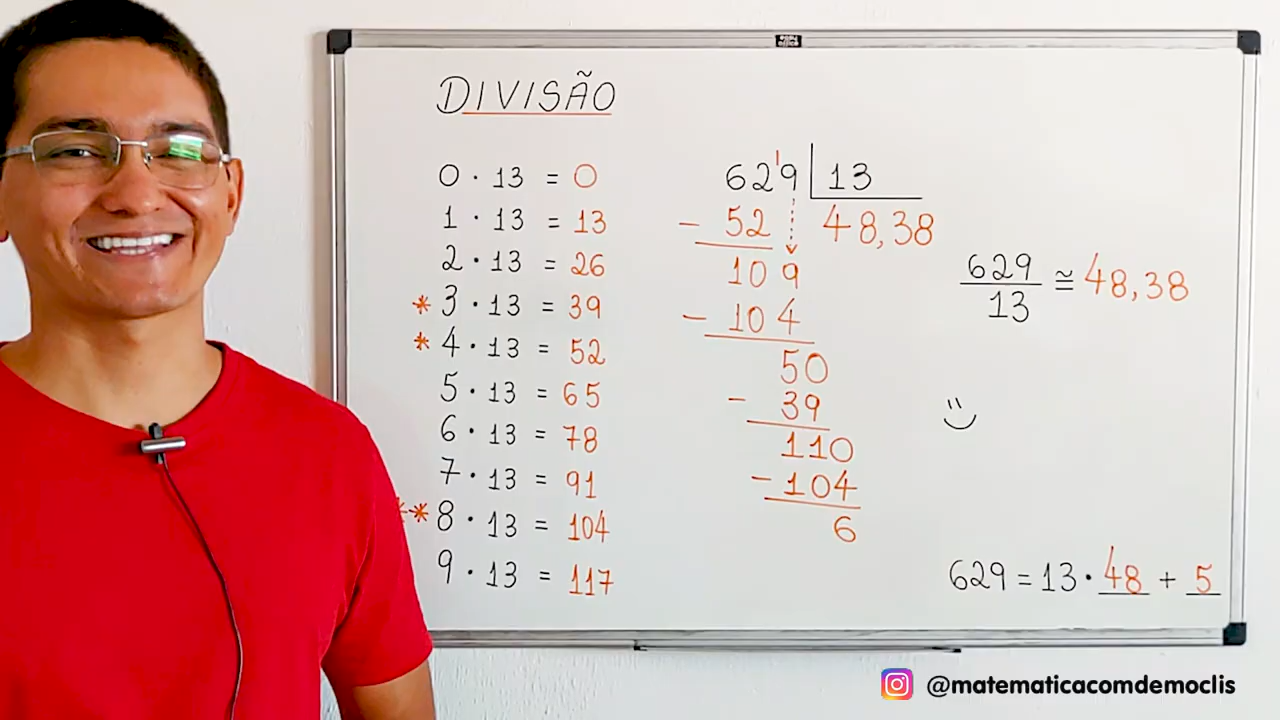 DIVISÃO
0 · 13 = 0
1 · 13 = 13
2 · 13 = 26
* 3 · 13 = 39
* 4 · 13 = 52
5 · 13 = 65
6 · 13 = 78
7 · 13 = 91
** 8 · 13 = 104
9 · 13 = 117
62'9 | 13
- 52 48,38
109
- 104
50
- 39
110
- 104
6
629
13
≅ 48,38
629 = 13 · 48 + 5
@matematicacomdemoclis